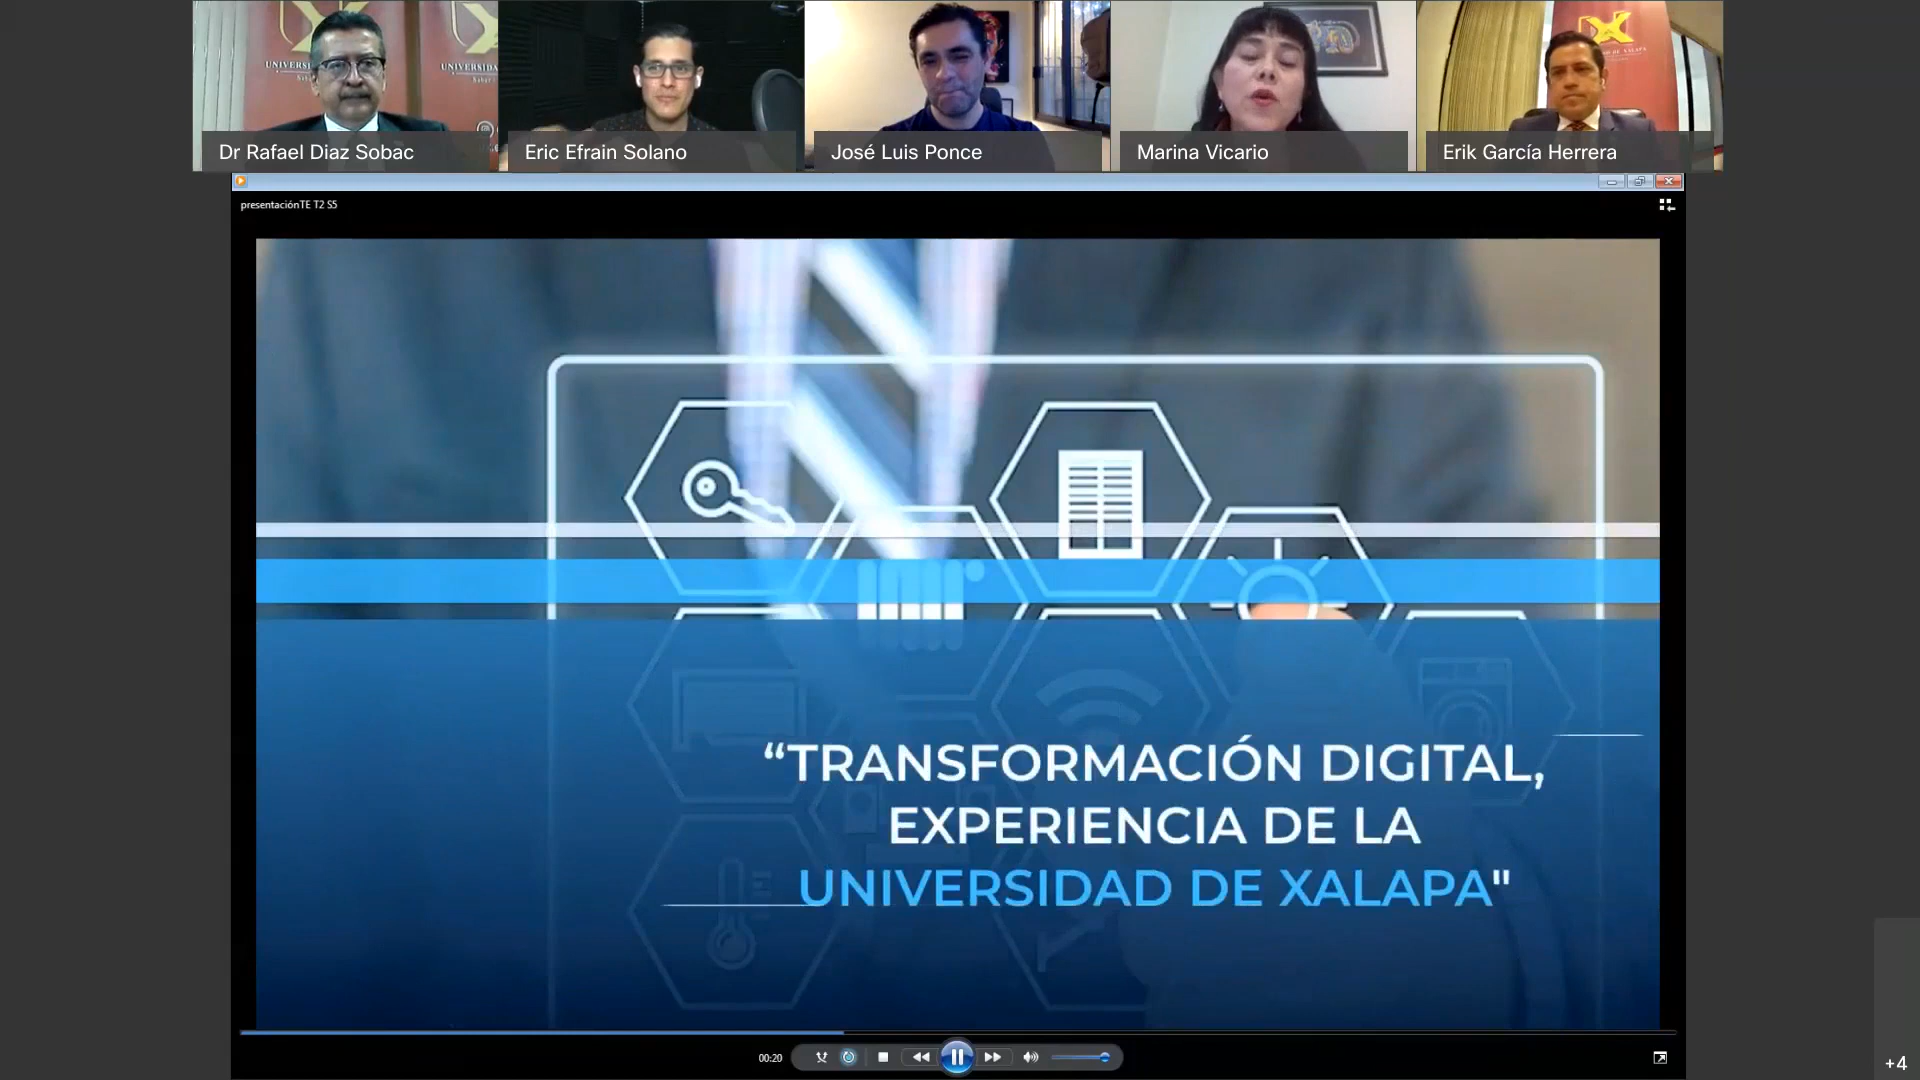 Dr Rafael Diaz Sobac
Eric Efrain Solano
José Luis Ponce
Marina Vicario
Erik García Herrera
presentaciónTE T2 S5
“TRANSFORMACIÓN DIGITAL,
EXPERIENCIA DE LA
UNIVERSIDAD DE XALAPA"
00:20
+4